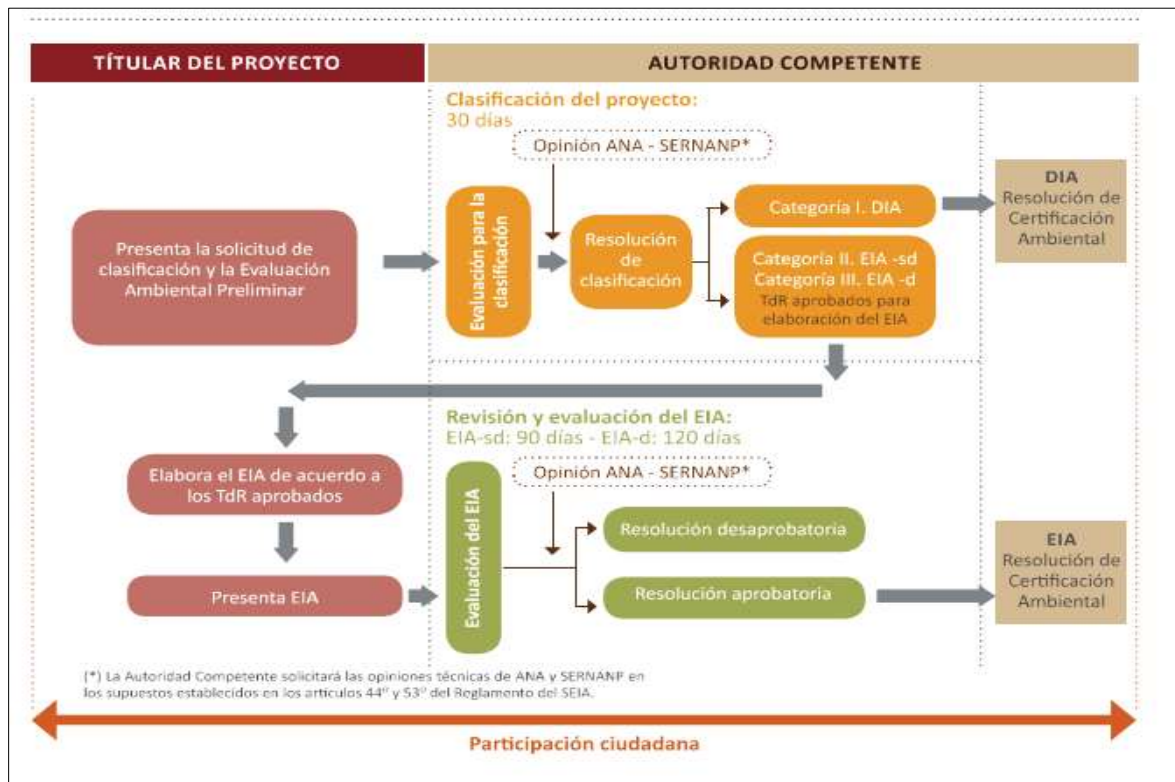 TÍTULAR DEL PROYECTO
AUTORIDAD COMPETENTE
Clasificación del proyecto:
30 días
Opinión ANA - SERNANP*
Presenta la solicitud de
clasificación y la Evaluación
Ambiental Preliminar
Evaluación para la
clasificación
Resolución
de
clasificación
Categoría I. DIA
Categoría II. EIA -sd
Categoría III. EIA -d
TdR aprobados para
elaboración del EIA
DIA
Resolución de
Certificación
Ambiental
Revisión y evaluación del EIA:
EIA-sd: 90 días - EIA-d: 120 días
Opinión ANA - SERNANP*
Elabora el EIA de acuerdo a
los TdR aprobados
Presenta EIA
Evaluación del EIA
Resolución desaprobatoria
Resolución aprobatoria
EIA
Resolución de
Certificación
Ambiental
(*) La Autoridad Competente solicitará las opiniones técnicas de ANA y SERNANP en
los supuestos establecidos en los artículos 44° y 53° del Reglamento del SEIA.
Participación ciudadana